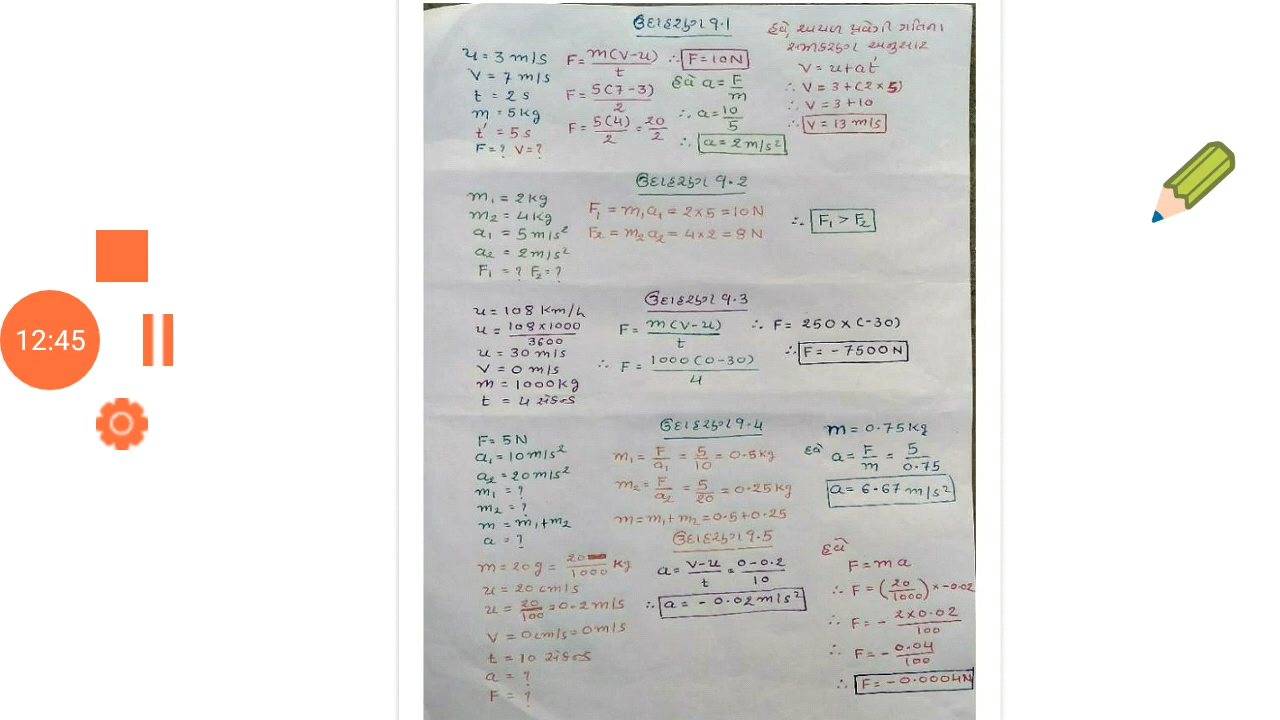 12:45
ઉદાહરણ 9.1
u = 3 m/s
v = 7 m/s
t = 2 s
m = 5 kg
t' = 5 s
F = ? V = ?
F = m(v-u)/t
F = 5(7-3)/2
F = 5(4)/2 = 20/2
∴ F = 10N
હવે a = F/m
∴ a = 10/5
∴ a = 2 m/s²
હવે, અચળ પ્રવેગી ગતિના
સમીકરણ અનુસાર
V = u + at'
∴ V = 3 + (2 × 5)
∴ V = 3 + 10
∴ V = 13 m/s
ઉદાહરણ 9.2
m₁ = 2 kg
m₂ = 4 kg
a₁ = 5 m/s²
a₂ = 2 m/s²
F₁ = ? F₂ = ?
F₁ = m₁a₁ = 2×5 = 10 N
F₂ = m₂a₂ = 4×2 = 8 N
∴ F₁ > F₂
ઉદાહરણ 9.3
u = 108 Km/h
u = 108×1000/3600
u = 30 m/s
V = 0 m/s
m = 1000 kg
t = 4 સેકન્ડ
F = m(v-u)/t
∴ F = 1000(0-30)/4
∴ F = 250 × (-30)
∴ F = -7500 N
ઉદાહરણ 9.4
F = 5 N
a₁ = 10 m/s²
a₂ = 20 m/s²
m₁ = ?
m₂ = ?
m = m₁ + m₂
a = ?
m₁ = F/a₁ = 5/10 = 0.5 kg
m₂ = F/a₂ = 5/20 = 0.25 kg
m = m₁ + m₂ = 0.5 + 0.25
m = 0.75 kg
હવે a = F/m = 5/0.75
a = 6.67 m/s²
ઉદાહરણ 9.5
m = 20 g = 20/1000 kg
u = 20 cm/s
u = 20/100 = 0.2 m/s
V = 0 cm/s = 0 m/s
t = 10 સેકન્ડ
a = ?
F = ?
a = v-u/t = 0-0.2/10
∴ a = -0.02 m/s²
હવે
F = ma
∴ F = (20/1000) × -0.02
∴ F = - 2×0.02/100
∴ F = - 0.04/100
∴ F = -0.0004N